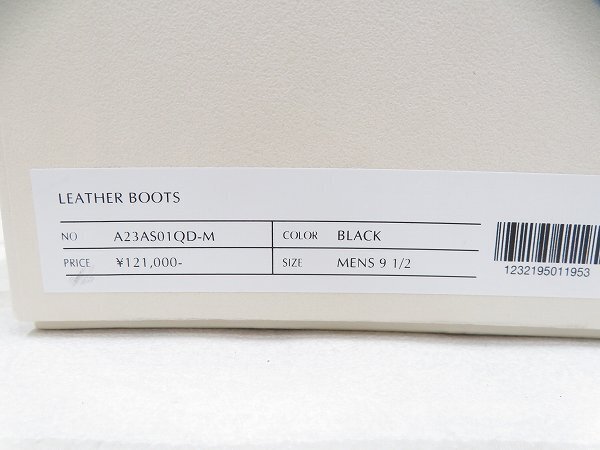 LEATHER BOOTS
NO A23AS01QD-M COLOR BLACK
PRICE ¥121,000- SIZE MENS 9 1/2
1232195011953